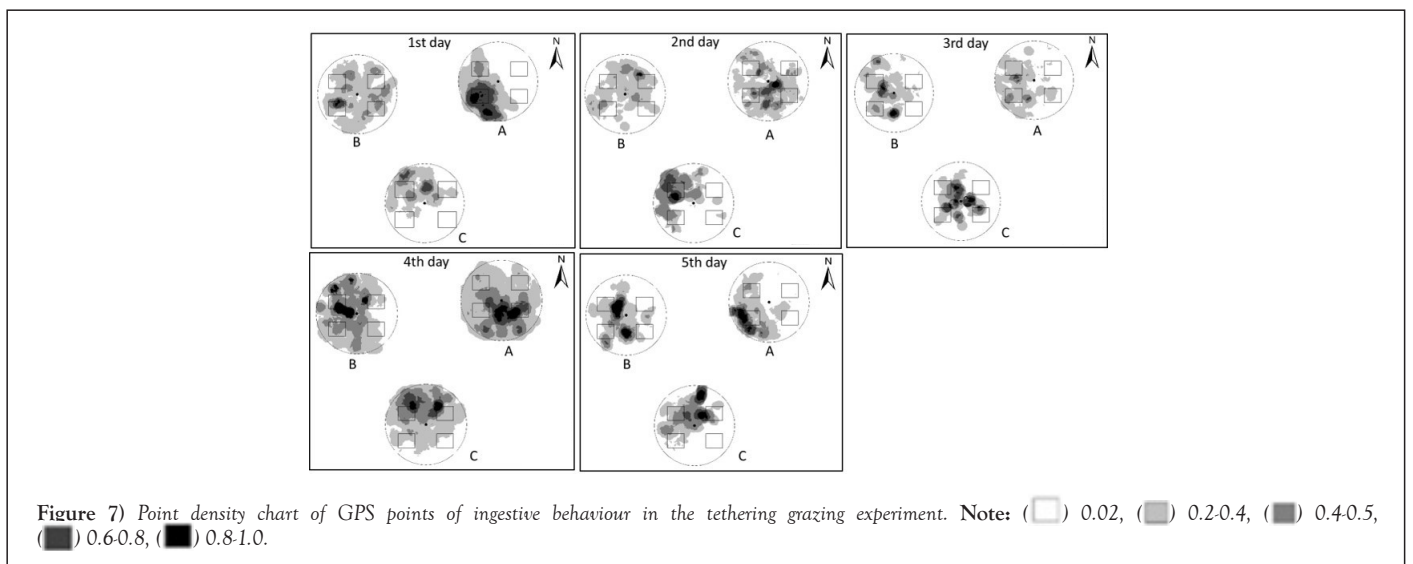 1st day
N
B
A
C
2nd day
N
B
A
C
3rd day
N
B
A
C
4th day
N
B
A
C
5th day
N
B
A
C
Figure 7) Point density chart of GPS points of ingestive behaviour in the tethering grazing experiment. Note: ( ) 0.02, ( ) 0.2-0.4, ( ) 0.4-0.5,
( ) 0.6-0.8, ( ) 0.8-1.0.